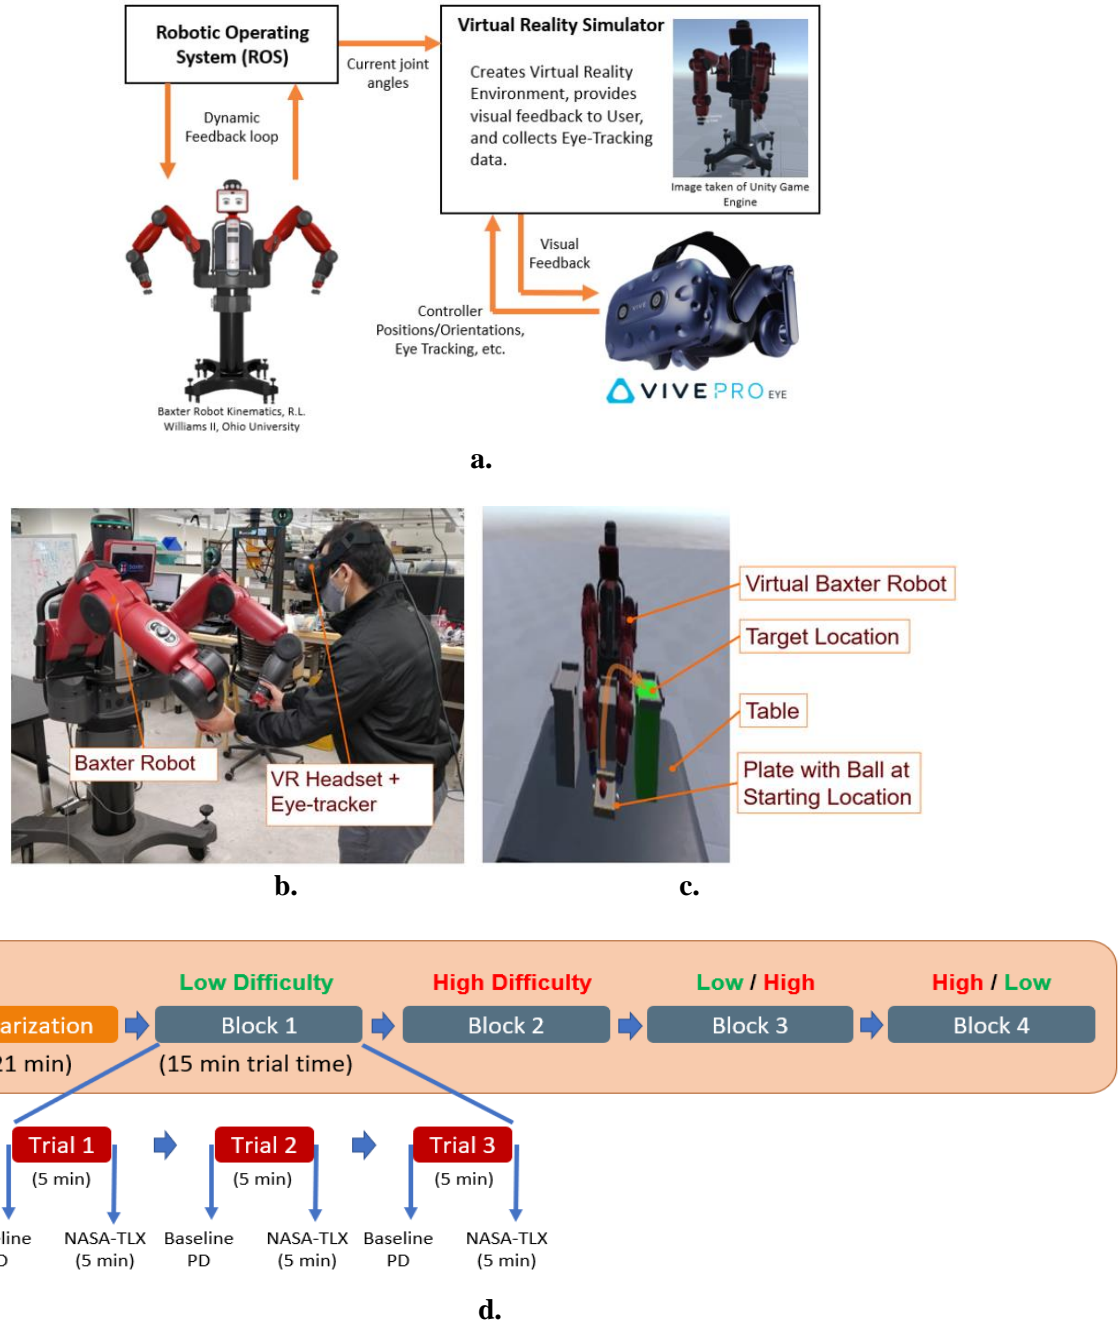 Robotic Operating
System (ROS)
Current joint
angles
Virtual Reality Simulator
Creates Virtual Reality
Environment, provides
visual feedback to User,
and collects Eye-Tracking
data.
Image taken of Unity Game
Engine
Dynamic
Feedback loop
Visual
Feedback
Controller
Positions/Orientations,
Eye Tracking, etc.
VIVE
VIVE PRO EYE
Baxter Robot Kinematics, R.L.
Williams II, Ohio University
a.
Baxter Robot
VR Headset +
Eye-tracker
b.
Virtual Baxter Robot
Target Location
Table
Plate with Ball at
Starting Location
c.
Low Difficulty
High Difficulty
Low / High
High / Low
arization
Block 1
Block 2
Block 3
Block 4
21 min)
(15 min trial time)
Trial 1
Trial 2
Trial 3
(5 min)
(5 min)
(5 min)
line
D
NASA-TLX
(5 min)
Baseline
PD
NASA-TLX
(5 min)
Baseline
PD
NASA-TLX
(5 min)
d.